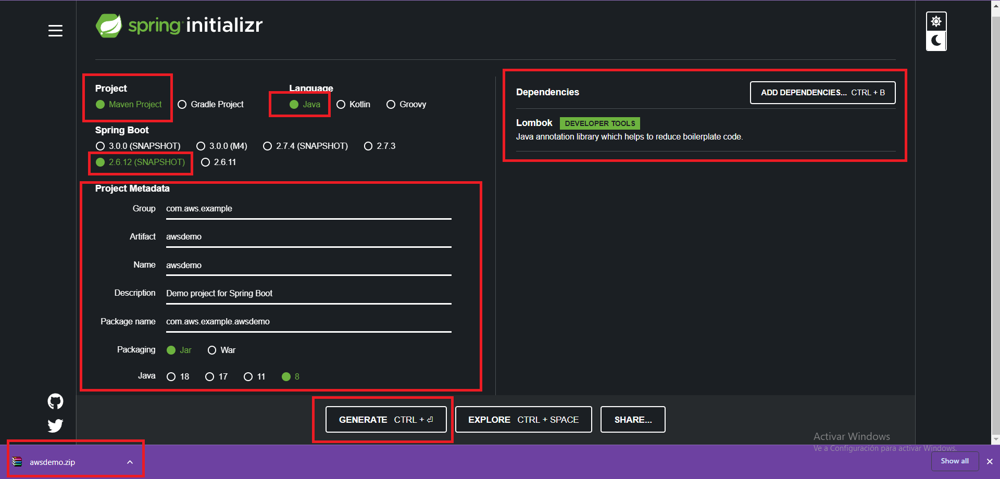 spring initializr
Project
Maven Project
Gradle Project
Language
Java
Kotlin
Groovy
Spring Boot
3.0.0 (SNAPSHOT)
3.0.0 (M4)
2.7.4 (SNAPSHOT)
2.7.3
2.6.12 (SNAPSHOT)
2.6.11
Project Metadata
Group com.aws.example
Artifact awsdemo
Name awsdemo
Description Demo project for Spring Boot
Package name com.aws.example.awsdemo
Packaging Jar War
Java 18 17 11 8
Dependencies
ADD DEPENDENCIES... CTRL + B
Lombok DEVELOPER TOOLS
Java annotation library which helps to reduce boilerplate code.
GENERATE CTRL + ⏎
EXPLORE CTRL + SPACE
SHARE...
Activar Windows
Ve a Configuración para activar Windows.
awsdemo.zip
Show all